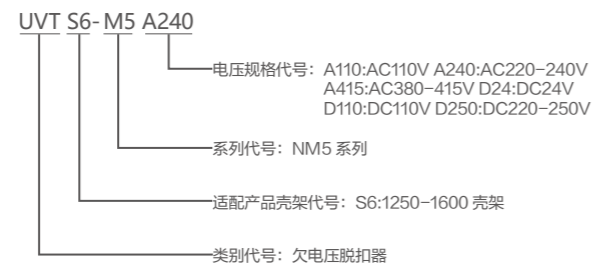 UVT S6- M5 A240
电压规格代号：A110:AC110V A240:AC220-240V
A415:AC380-415V D24:DC24V
D110:DC110V D250:DC220-250V
系列代号：NM5 系列
适配产品壳架代号：S6:1250-1600 壳架
类别代号：欠电压脱扣器